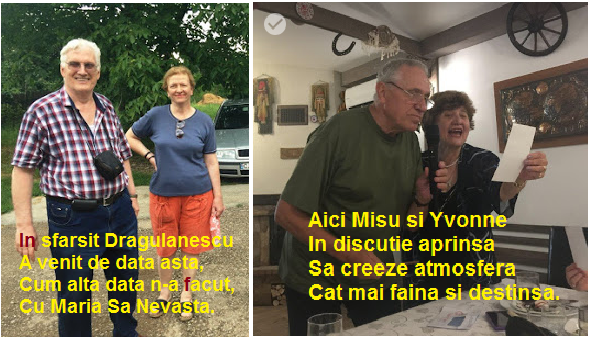 In sfarsit Dragulanescu
A venit de data asta,
Cum alta data n-a facut,
Cu Maria Sa Nevasta.
Aici Misu si Yvonne
In discutie aprinsa
Sa creeze atmosfera
Cat mai faina si destinsa.